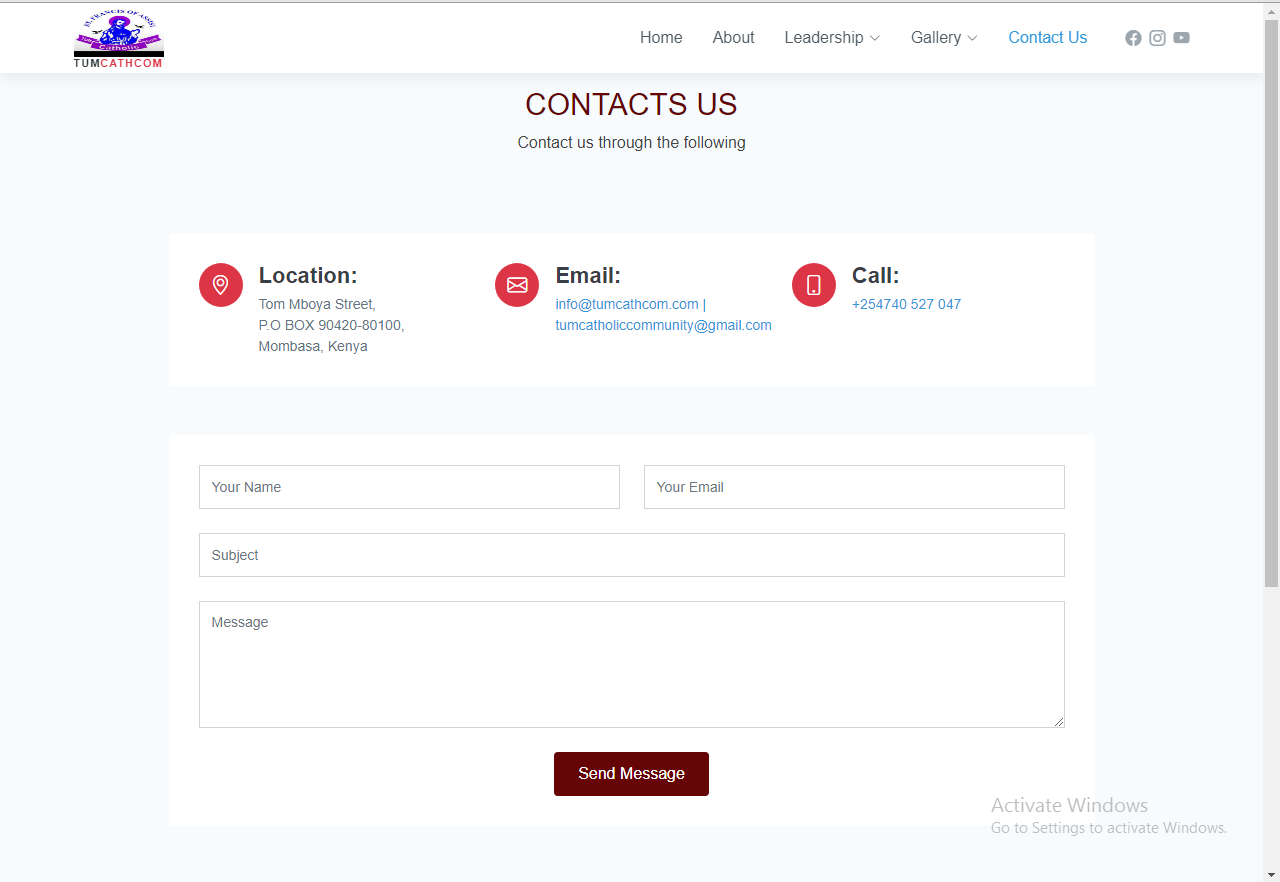 ST. FRANCIS OF ASSISI
TUM
Catholic
TUMCATHCOM
Home
About
Leadership
Gallery
Contact Us
CONTACTS US
Contact us through the following
Location:
Tom Mboya Street,
P.O BOX 90420-80100,
Mombasa, Kenya
Email:
info@tumcathcom.com |
tumcatholiccommunity@gmail.com
Call:
+254740 527 047
Your Name
Your Email
Subject
Message
Send Message
Activate Windows
Go to Settings to activate Windows.